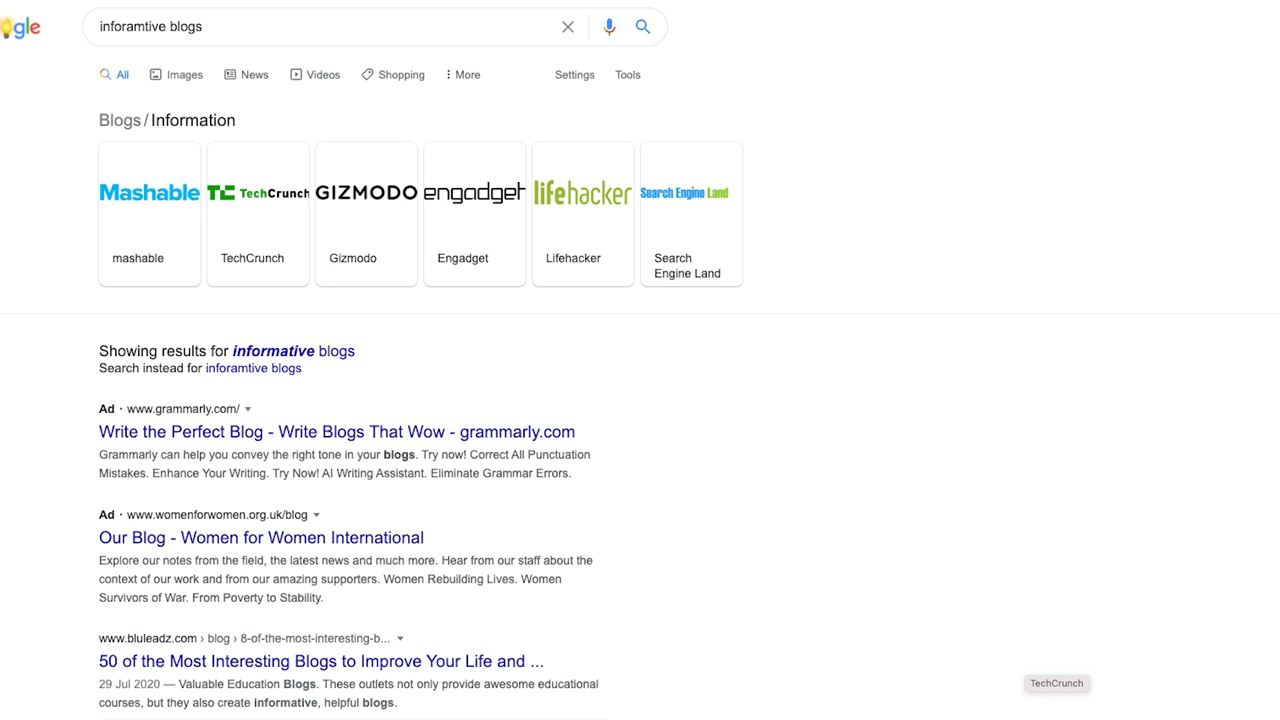 gle
inforamtive blogs
All Images News Videos Shopping More Settings Tools
Blogs / Information
Mashable TechCrunch GIZMODO engadget lifehacker Search Engine Land
mashable TechCrunch Gizmodo Engadget Lifehacker Search
Engine Land
Showing results for informative blogs
Search instead for inforamtive blogs
Ad · www.grammarly.com/
Write the Perfect Blog - Write Blogs That Wow - grammarly.com
Grammarly can help you convey the right tone in your blogs. Try now! Correct All Punctuation
Mistakes. Enhance Your Writing. Try Now! AI Writing Assistant. Eliminate Grammar Errors.
Ad · www.womenforwomen.org.uk/blog
Our Blog - Women for Women International
Explore our notes from the field, the latest news and much more. Hear from our staff about the
context of our work and from our amazing supporters. Women Rebuilding Lives. Women
Survivors of War. From Poverty to Stability.
www.bluleadz.com › blog › 8-of-the-most-interesting-b...
50 of the Most Interesting Blogs to Improve Your Life and ...
29 Jul 2020 — Valuable Education Blogs. These outlets not only provide awesome educational
courses, but they also create informative, helpful blogs.
TechCrunch